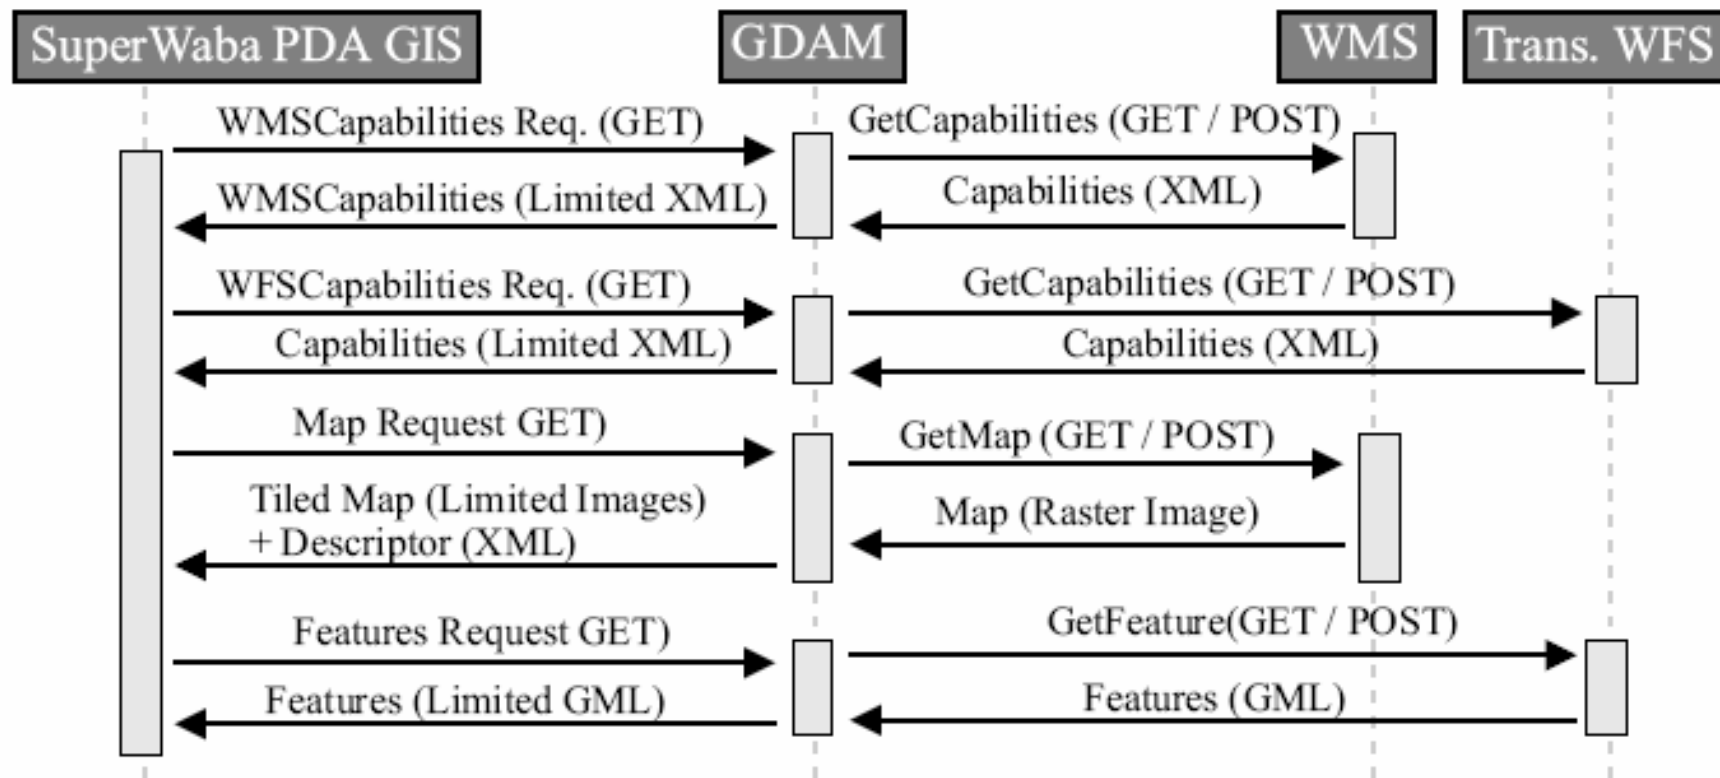 SuperWaba PDA GIS
GDAM
WMS
Trans. WFS
WMSCapabilities Req. (GET)
GetCapabilities (GET / POST)
WMSCapabilities (Limited XML)
Capabilities (XML)
WFSCapabilities Req. (GET)
GetCapabilities (GET / POST)
Capabilities (Limited XML)
Capabilities (XML)
Map Request GET)
GetMap (GET / POST)
Tiled Map (Limited Images)
+ Descriptor (XML)
Map (Raster Image)
Features Request GET)
GetFeature(GET / POST)
Features (Limited GML)
Features (GML)